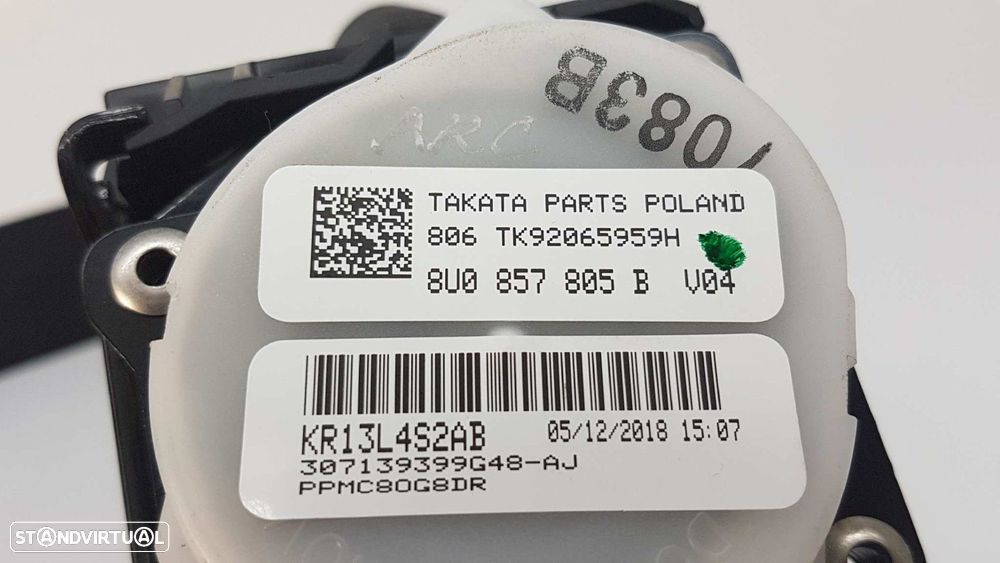 ARC
7083B
TAKATA PARTS POLAND
806 TK92065959H
8U0 857 805 B V04
KR13L4S2AB 05/12/2018 15:07
307139399G48-AJ
PPMC80G8DR
STANDVIRTUAL